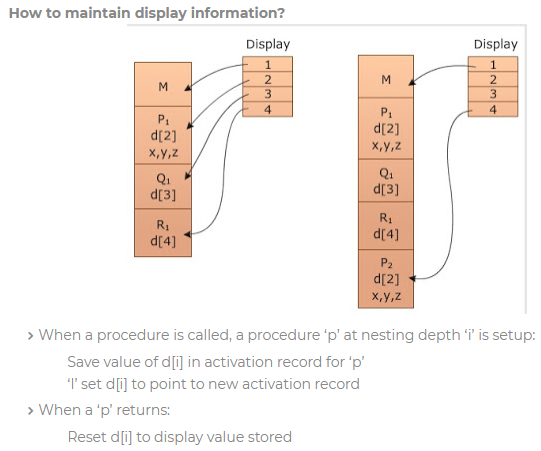 How to maintain display information?
Display
1
2
3
4
M
P1
d[2]
x,y,z
Q1
d[3]
R1
d[4]
Display
1
2
3
4
M
P1
d[2]
x,y,z
Q1
d[3]
R1
d[4]
P2
d[2]
x,y,z
› When a procedure is called, a procedure ‘p’ at nesting depth ‘i’ is setup:
Save value of d[i] in activation record for ‘p’
‘I’ set d[i] to point to new activation record
› When a ‘p’ returns:
Reset d[i] to display value stored